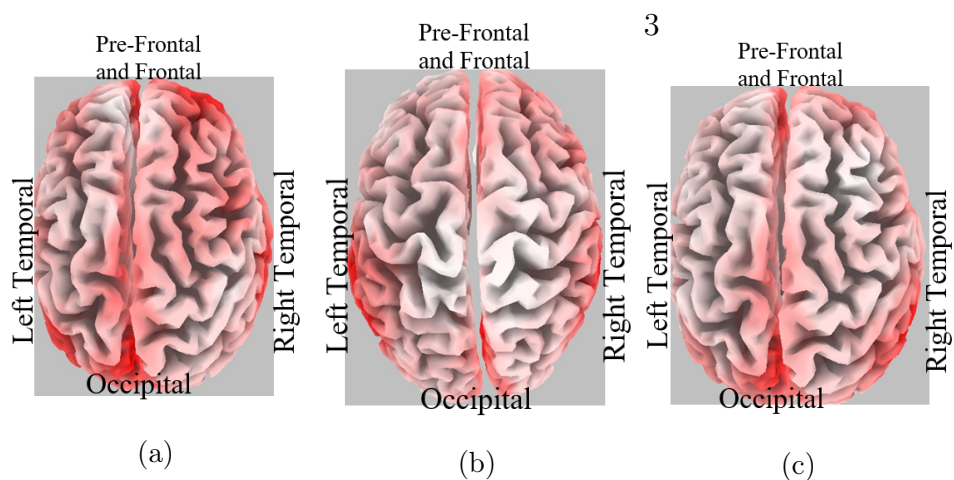 3
Pre-Frontal
and Frontal
Left Temporal
Right Temporal
Occipital
(a)
Pre-Frontal
and Frontal
Left Temporal
Right Temporal
Occipital
(b)
Pre-Frontal
and Frontal
Left Temporal
Right Temporal
Occipital
(c)